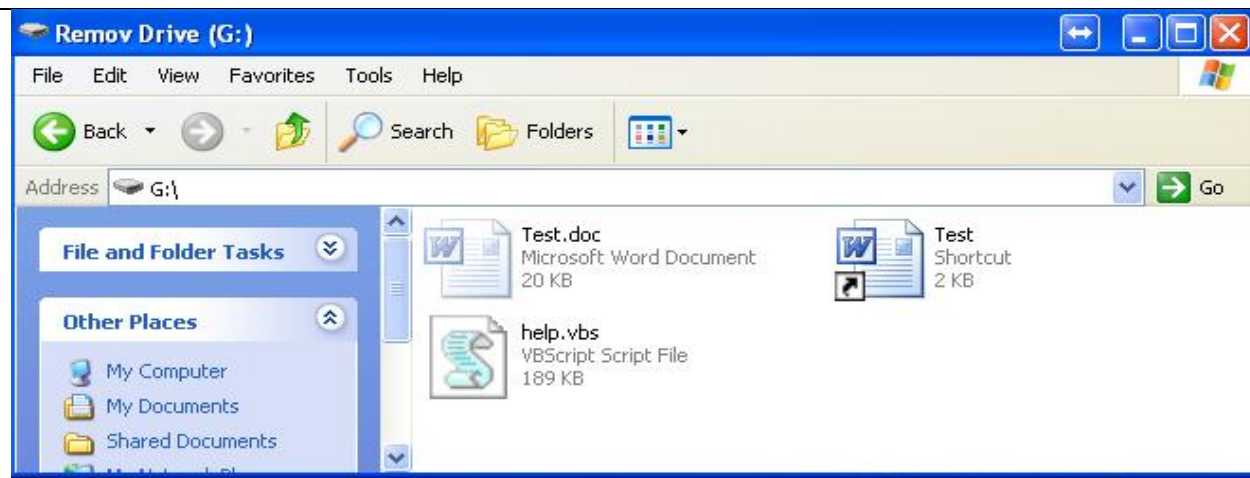 Remov Drive (G:)
File Edit View Favorites Tools Help
Back Search Folders
Address G:\ Go
File and Folder Tasks
Other Places
My Computer
My Documents
Shared Documents
Test.doc
Microsoft Word Document
20 KB
Test
Shortcut
2 KB
help.vbs
VBScript Script File
189 KB